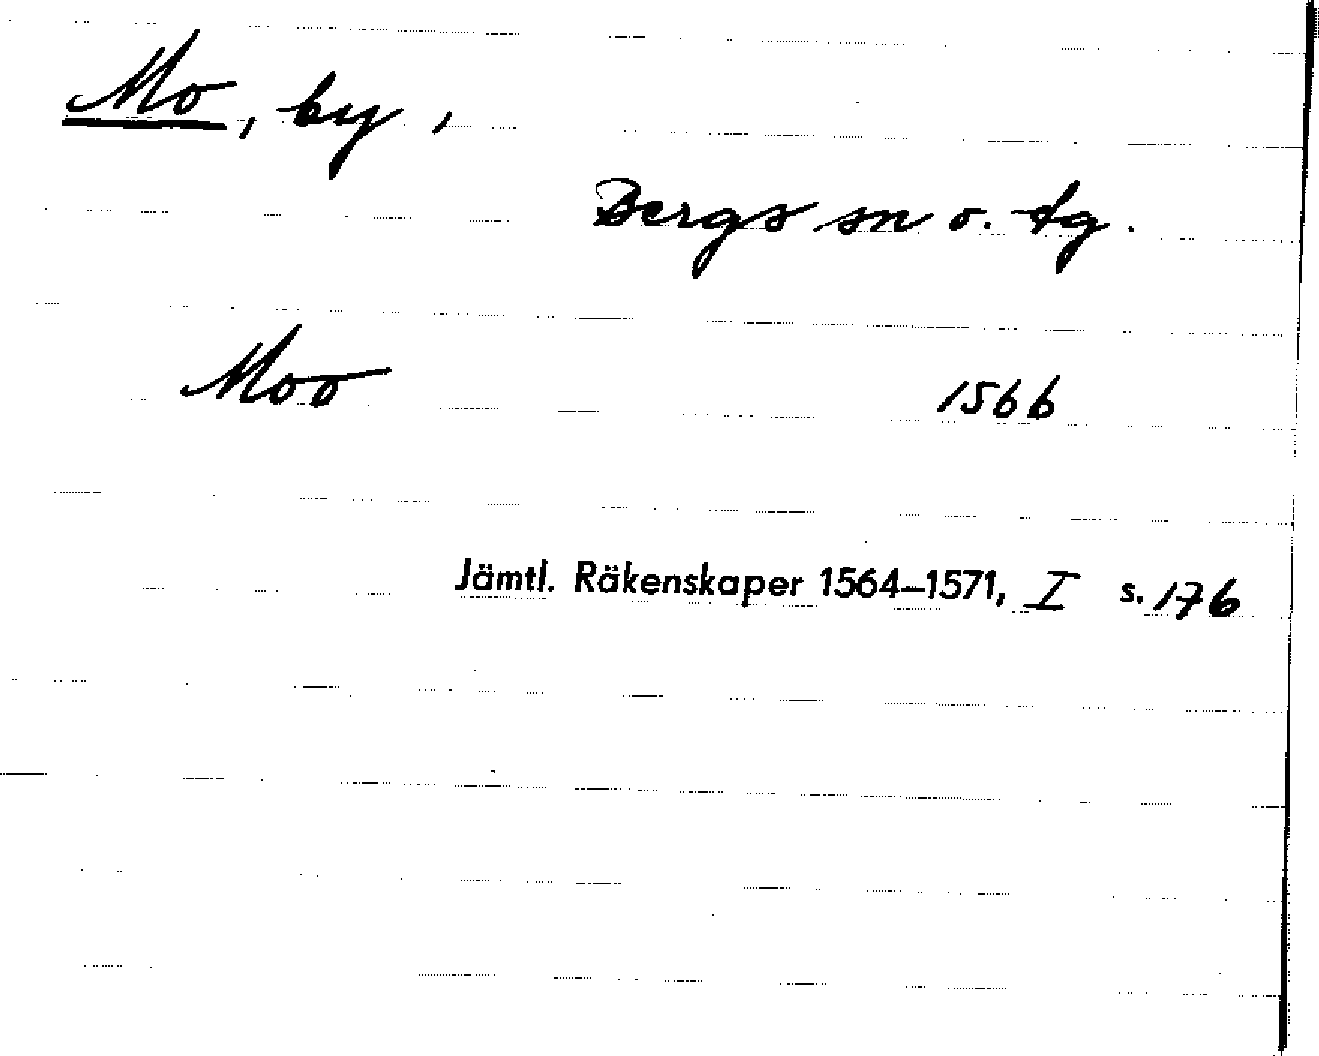 Mo, by,
Bergs sn o. tg.
Moo 1566
Jämtl. Räkenskaper 1564–1571, I s. 176